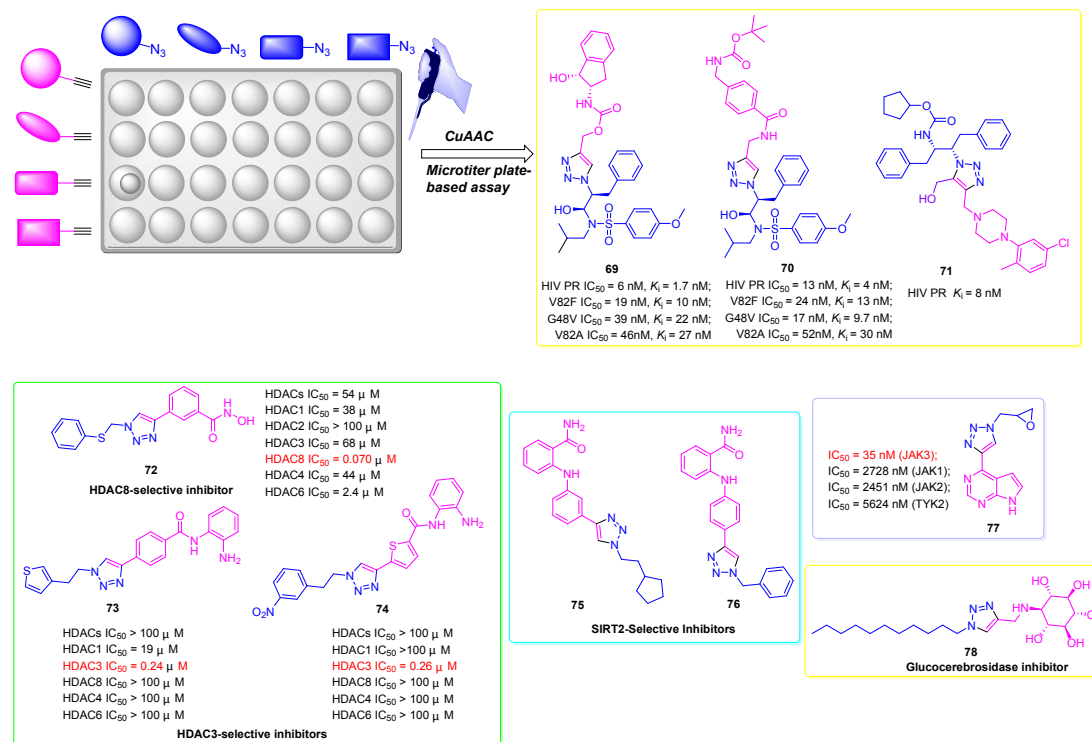 N3
N3
N3
N3
CuAAC
Microtiter plate-
based assay
69
HIV PR IC50 = 6 nM, Ki = 1.7 nM;
V82F IC50 = 19 nM, Ki = 10 nM;
G48V IC50 = 39 nM, Ki = 22 nM;
V82A IC50 = 46nM, Ki = 27 nM
70
HIV PR IC50 = 13 nM, Ki = 4 nM;
V82F IC50 = 24 nM, Ki = 13 nM;
G48V IC50 = 17 nM, Ki = 9.7 nM;
V82A IC50 = 52nM, Ki = 30 nM
71
HIV PR Ki = 8 nM
72
HDAC8-selective inhibitor
HDACs IC50 = 54 μ M
HDAC1 IC50 = 38 μ M
HDAC2 IC50 > 100 μ M
HDAC3 IC50 = 68 μ M
HDAC8 IC50 = 0.070 μ M
HDAC4 IC50 = 44 μ M
HDAC6 IC50 = 2.4 μ M
73
HDACs IC50 > 100 μ M
HDAC1 IC50 = 19 μ M
HDAC3 IC50 = 0.24 μ M
HDAC8 IC50 > 100 μ M
HDAC4 IC50 > 100 μ M
HDAC6 IC50 > 100 μ M
74
HDACs IC50 > 100 μ M
HDAC1 IC50 >100 μ M
HDAC3 IC50 = 0.26 μ M
HDAC8 IC50 > 100 μ M
HDAC4 IC50 > 100 μ M
HDAC6 IC50 > 100 μ M
HDAC3-selective inhibitors
75
76
SIRT2-Selective Inhibitors
IC50 = 35 nM (JAK3);
IC50 = 2728 nM (JAK1);
IC50 = 2451 nM (JAK2);
IC50 = 5624 nM (TYK2)
77
78
Glucocerebrosidase inhibitor